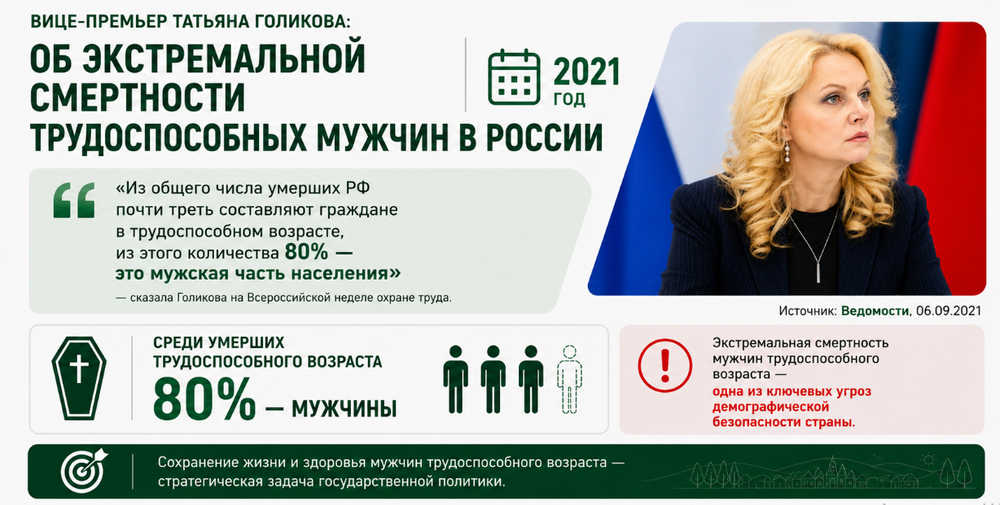 ВИЦЕ-ПРЕМЬЕР ТАТЬЯНА ГОЛИКОВА:
ОБ ЭКСТРЕМАЛЬНОЙ
СМЕРТНОСТИ
ТРУДОСПОСОБНЫХ МУЖЧИН В РОССИИ
2021
ГОД
«Из общего числа умерших РФ
почти треть составляют граждане
в трудоспособном возрасте,
из этого количества 80% —
это мужская часть населения»
— сказала Голикова на Всероссийской неделе охране труда.
Источник: Ведомости, 06.09.2021
СРЕДИ УМЕРШИХ
ТРУДОСПОСОБНОГО ВОЗРАСТА
80% — МУЖЧИНЫ
Экстремальная смертность
мужчин трудоспособного
возраста —
одна из ключевых угроз
демографической
безопасности страны.
Сохранение жизни и здоровья мужчин трудоспособного возраста —
стратегическая задача государственной политики.